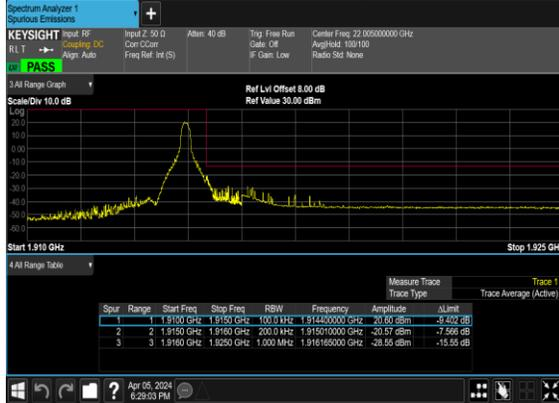 Spectrum Analyzer 1
Spurious Emissions
+
KEYSIGHT Input: RF Input Z: 50 Ω Atten: 40 dB Trig: Free Run Center Freq: 22.005000000 GHz
RLT Coupling: DC Corr CCorr Gate: Off Avg|Hold: 100/100
Align: Auto Freq Ref: Int (S) IF Gain: Low Radio Std: None
PASS
3 All Range Graph
Ref Lvl Offset 8.00 dB
Scale/Div 10.0 dB Ref Value 30.00 dBm
Log
20.0
10.0
0.00
-10.0
-20.0
-30.0
-40.0
-50.0
-60.0
Start 1.910 GHz Stop 1.925 GH
4 All Range Table
Measure Trace Trace 1
Trace Type Trace Average (Active)
Spur Range Start Freq Stop Freq RBW Frequency Amplitude ΔLimit
1 1 1.9100 GHz 1.9150 GHz 100.0 kHz 1.914400000 GHz 20.60 dBm -9.402 dB
2 2 1.9150 GHz 1.9160 GHz 200.0 kHz 1.915010000 GHz -20.57 dBm -7.566 dB
3 3 1.9160 GHz 1.9250 GHz 1.000 MHz 1.916165000 GHz -28.55 dBm -15.55 dB
? Apr 05, 2024
6:29:03 PM